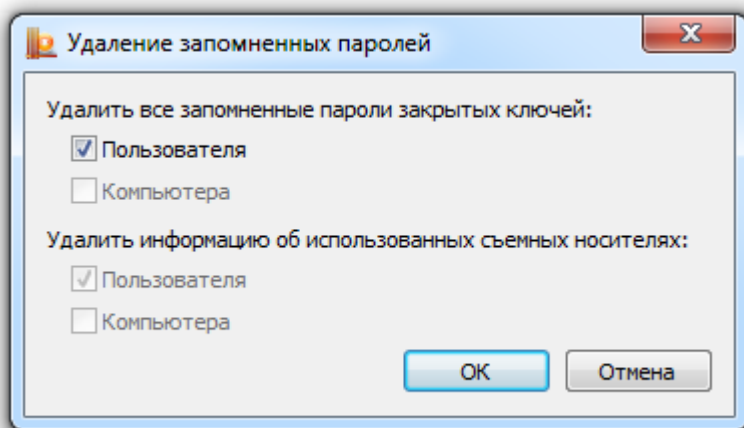 Удаление запомненных паролей
Удалить все запомненные пароли закрытых ключей:
Пользователя
Компьютера
Удалить информацию об использованных съемных носителях:
Пользователя
Компьютера
ОК
Отмена